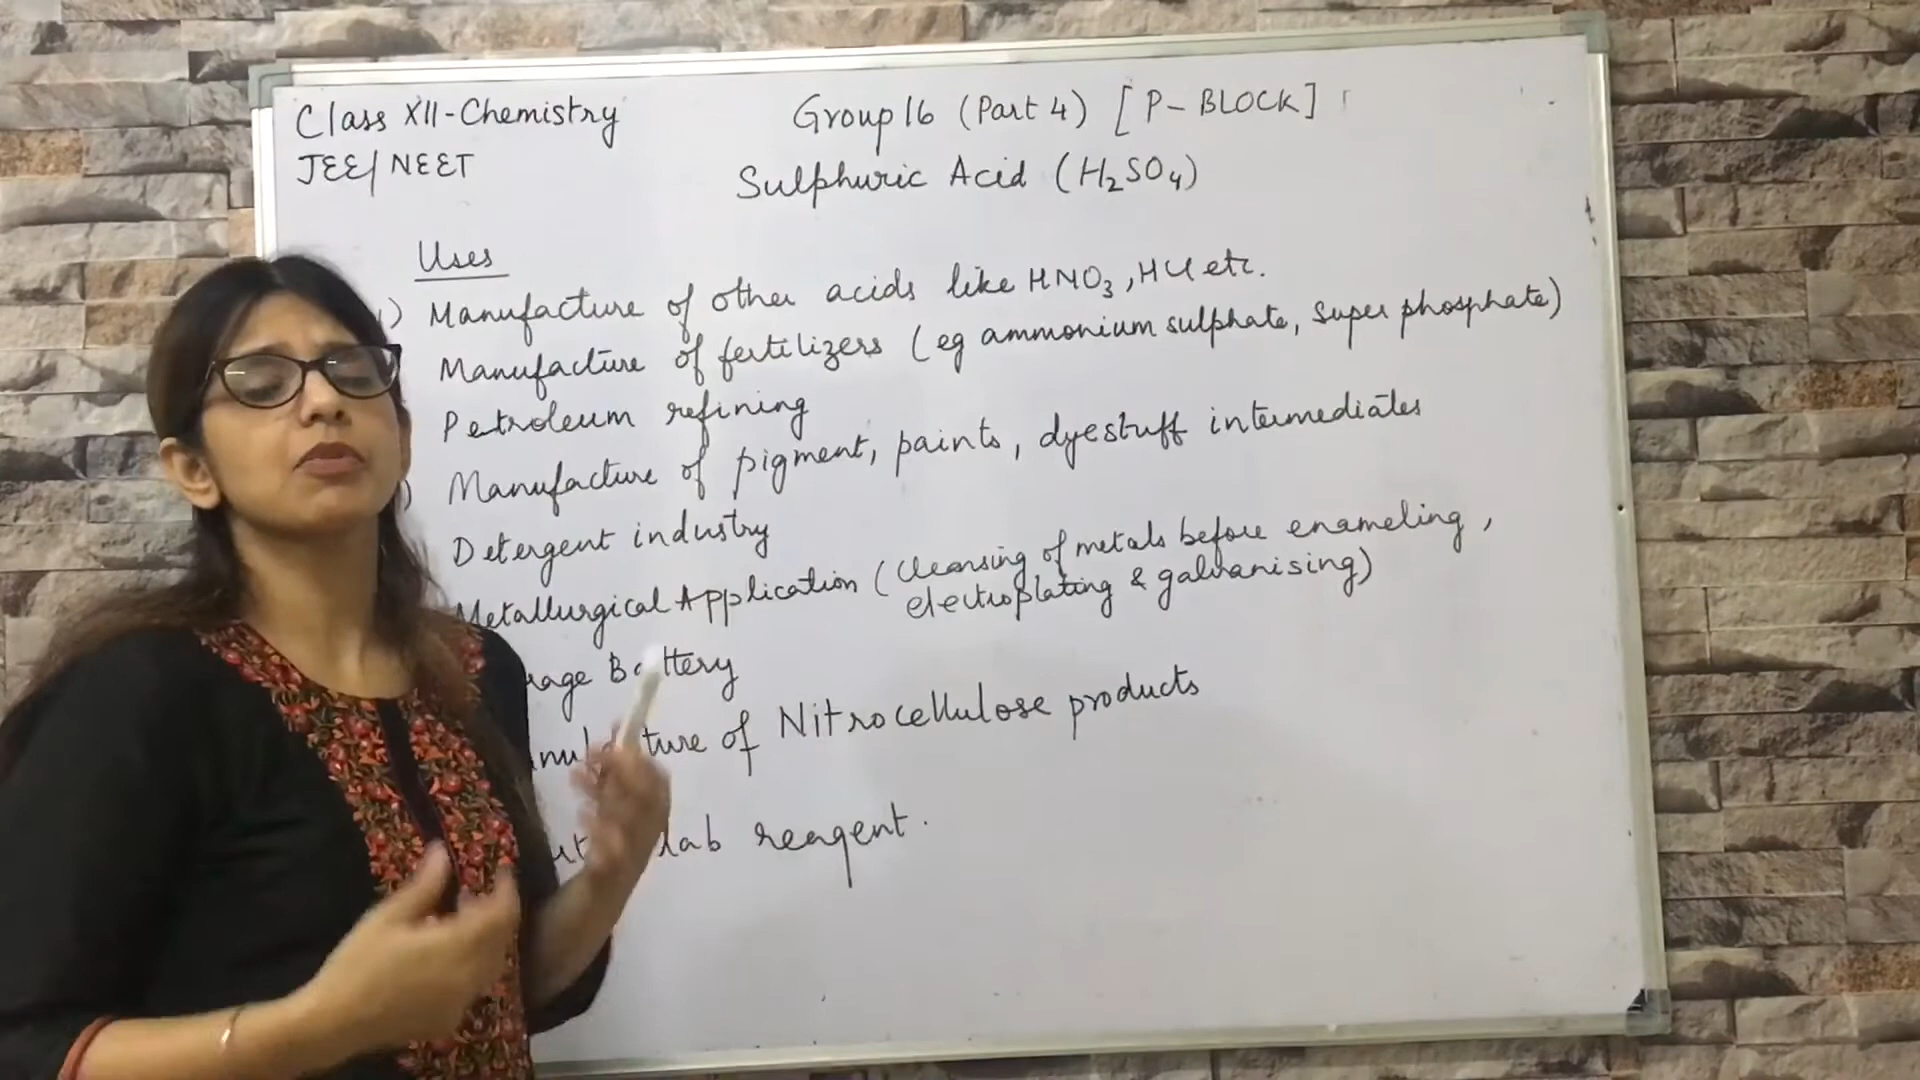 Class XII-Chemistry
Group 16 (Part 4) [P-BLOCK]
JEE/NEET
Sulphuric Acid (H₂SO₄)
Uses
1) Manufacture of other acids like HNO₃, HCl etc.
Manufacture of fertilizers (eg ammonium sulphate, super phosphate)
Petroleum refining
) Manufacture of pigment, paints, dyestuff intermediates
Detergent industry
Metallurgical Application (cleansing of metals before enameling,
electroplating & galvanising)
Battery
of Nitrocellulose products
lab reagent.